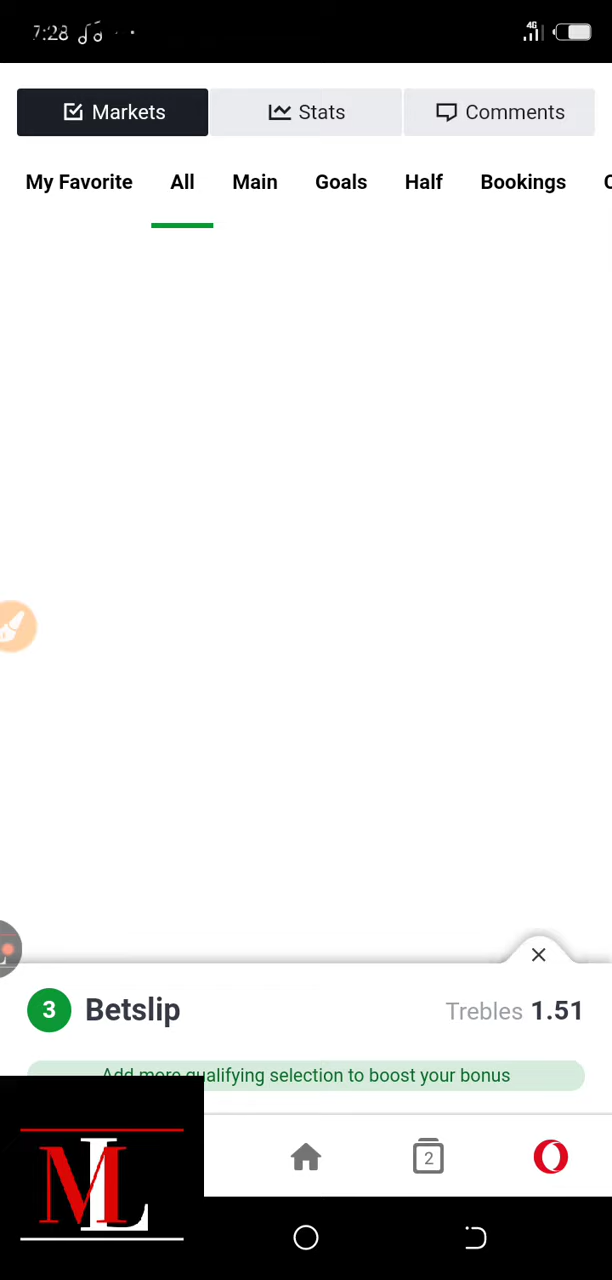 7:28
4G
Markets
Stats
Comments
My Favorite
All
Main
Goals
Half
Bookings
3
Betslip
Trebles 1.51
Add more qualifying selection to boost your bonus
2
ML